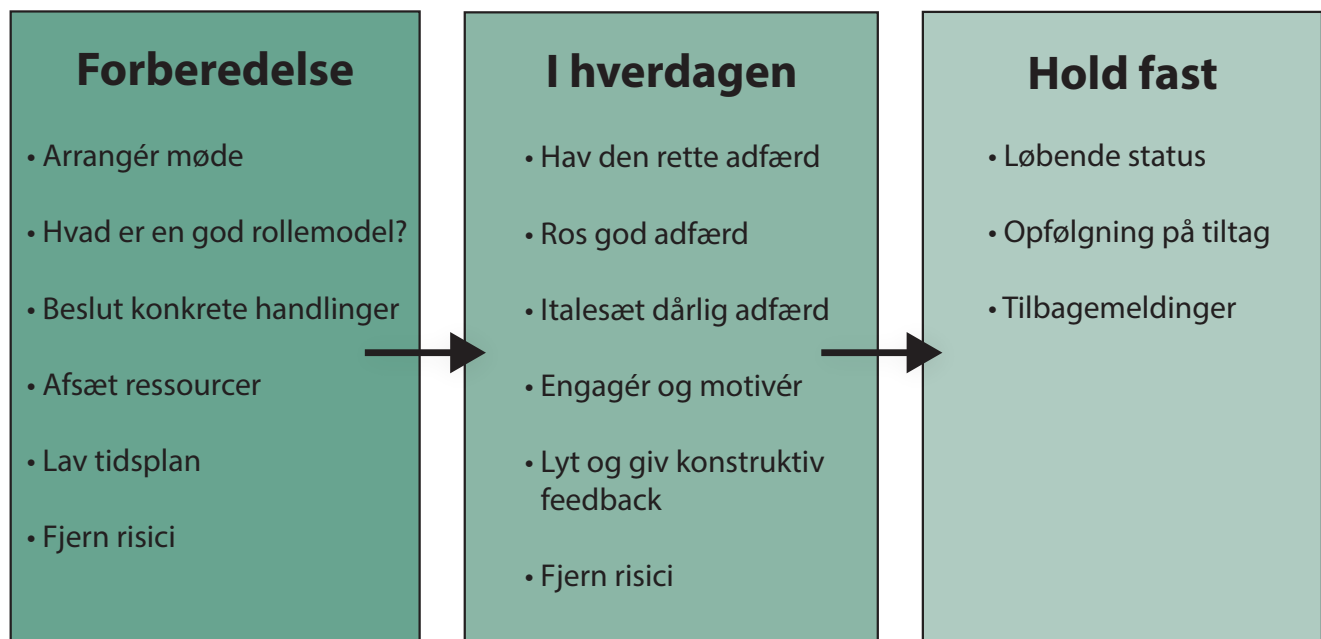 Forberedelse
• Arrangér møde
• Hvad er en god rollemodel?
• Beslut konkrete handlinger
• Afsæt ressourcer
• Lav tidsplan
• Fjern risici
I hverdagen
• Hav den rette adfærd
• Ros god adfærd
• Italesæt dårlig adfærd
• Engagér og motivér
• Lyt og giv konstruktiv
feedback
• Fjern risici
Hold fast
• Løbende status
• Opfølgning på tiltag
• Tilbagemeldinger